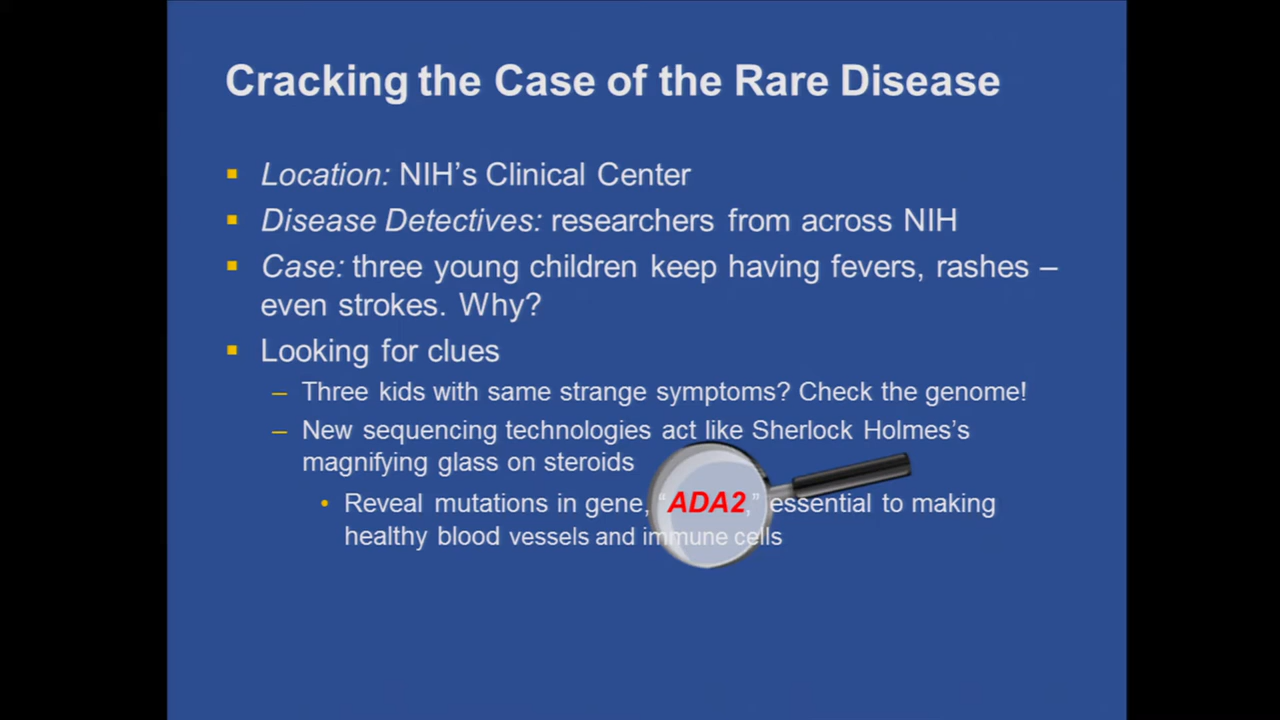 Cracking the Case of the Rare Disease
Location: NIH’s Clinical Center
Disease Detectives: researchers from across NIH
Case: three young children keep having fevers, rashes –
even strokes. Why?
Looking for clues
– Three kids with same strange symptoms? Check the genome!
– New sequencing technologies act like Sherlock Holmes’s
magnifying glass on steroids
• Reveal mutations in gene, “ADA2,” essential to making
healthy blood vessels and immune cells